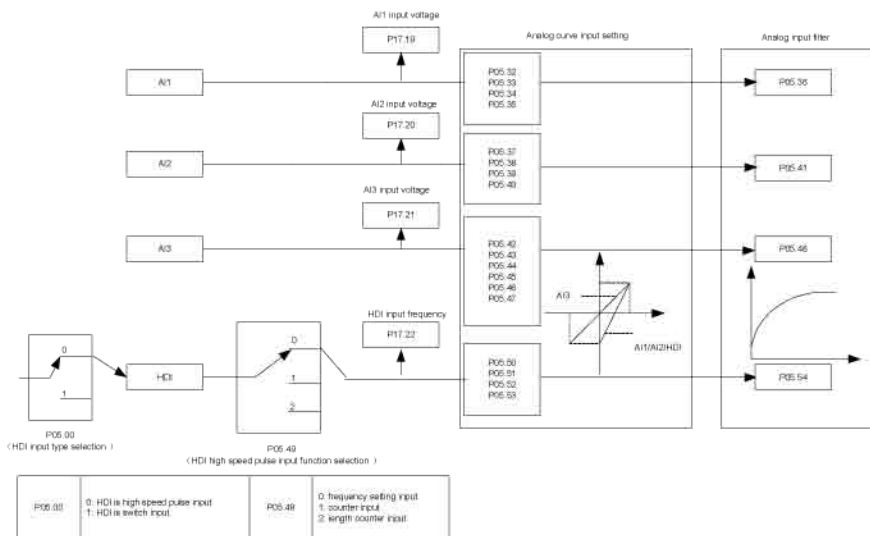 AI1 input voltage
P17.19
Analog curve input setting
Analog input filter
AI1
P05.32
P05.33
P05.34
P05.35
P05.36
AI2 input voltage
P17.20
AI2
P05.37
P05.38
P05.39
P05.40
P05.41
AI3 input voltage
P17.21
AI3
P05.42
P05.43
P05.44
P05.45
P05.46
P05.47
P05.48
AI3
AI1/AI2/HDI
HDI input frequency
P17.22
0
1
HDI
0
1
2
P05.50
P05.51
P05.52
P05.53
P05.54
P05.00
(HDI input type selection )
P05.49
(HDI high speed pulse input function selection )
P05.00
0: HDI is high speed pulse input
1: HDI is switch input
P05.49
0: frequency setting input
1: counter input
2: length counter input